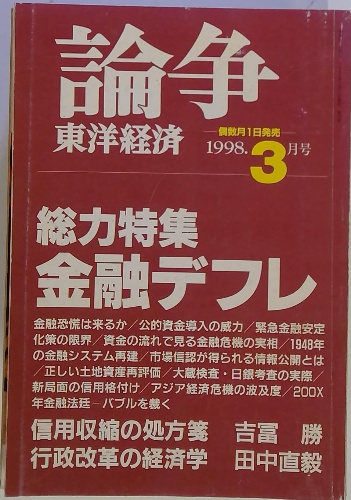 論争
東洋経済
偶数月1日発売
1998.3月号
総力特集
金融デフレ
金融恐慌は来るか／公的資金導入の威力／緊急金融安定
化策の限界／資金の流れで見る金融危機の実相／1948年
の金融システム再建／市場信認が得られる情報公開とは
／正しい土地資産再評価／大蔵検査・日銀考査の実際／
新局面の信用格付け／アジア経済危機の波及度／200X
年金融法廷－バブルを裁く
信用収縮の処方箋　吉冨　勝
行政改革の経済学　田中直毅